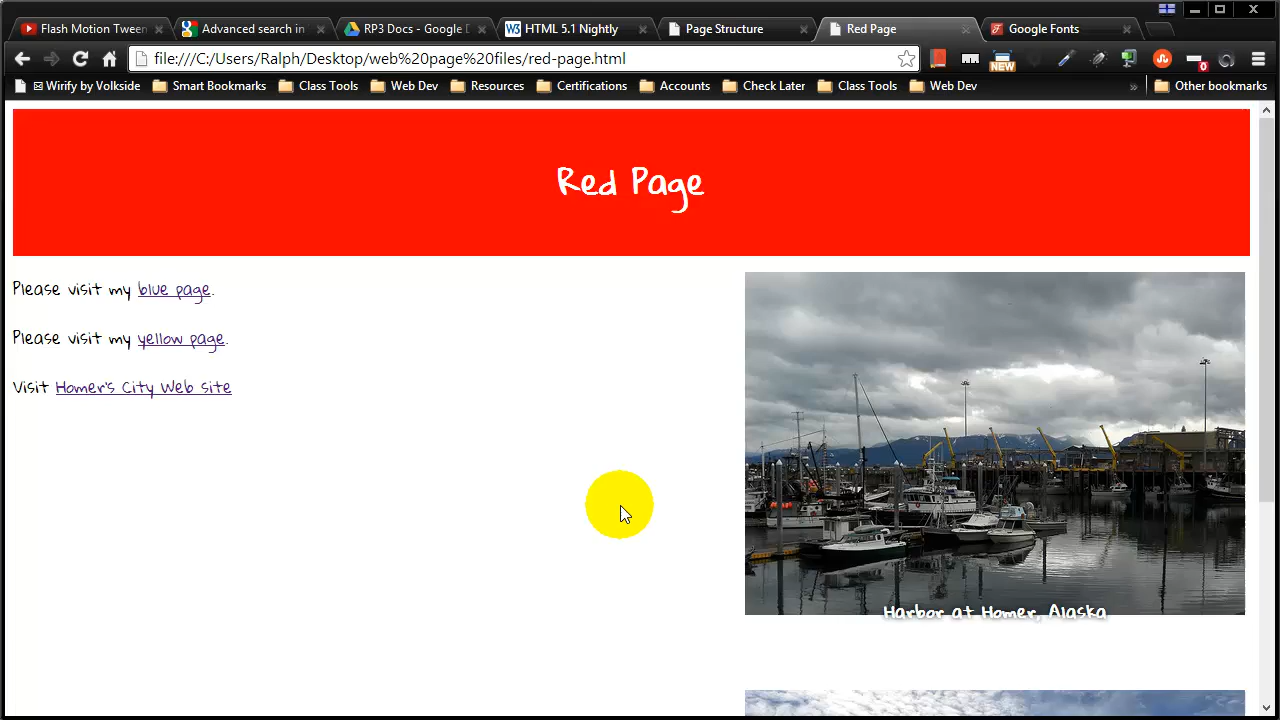 Flash Motion Tween
Advanced search in
RP3 Docs - Google
HTML 5.1 Nightly
Page Structure
Red Page
Google Fonts
file:///C:/Users/Ralph/Desktop/web%20page%20files/red-page.html
NEW
0
Wirify by Volkside
Smart Bookmarks
Class Tools
Web Dev
Resources
Certifications
Accounts
Check Later
Class Tools
Web Dev
»
Other bookmarks
Red Page
Please visit my blue page.
Please visit my yellow page.
Visit Homer's City Web site
Harbor at Homer, Alaska